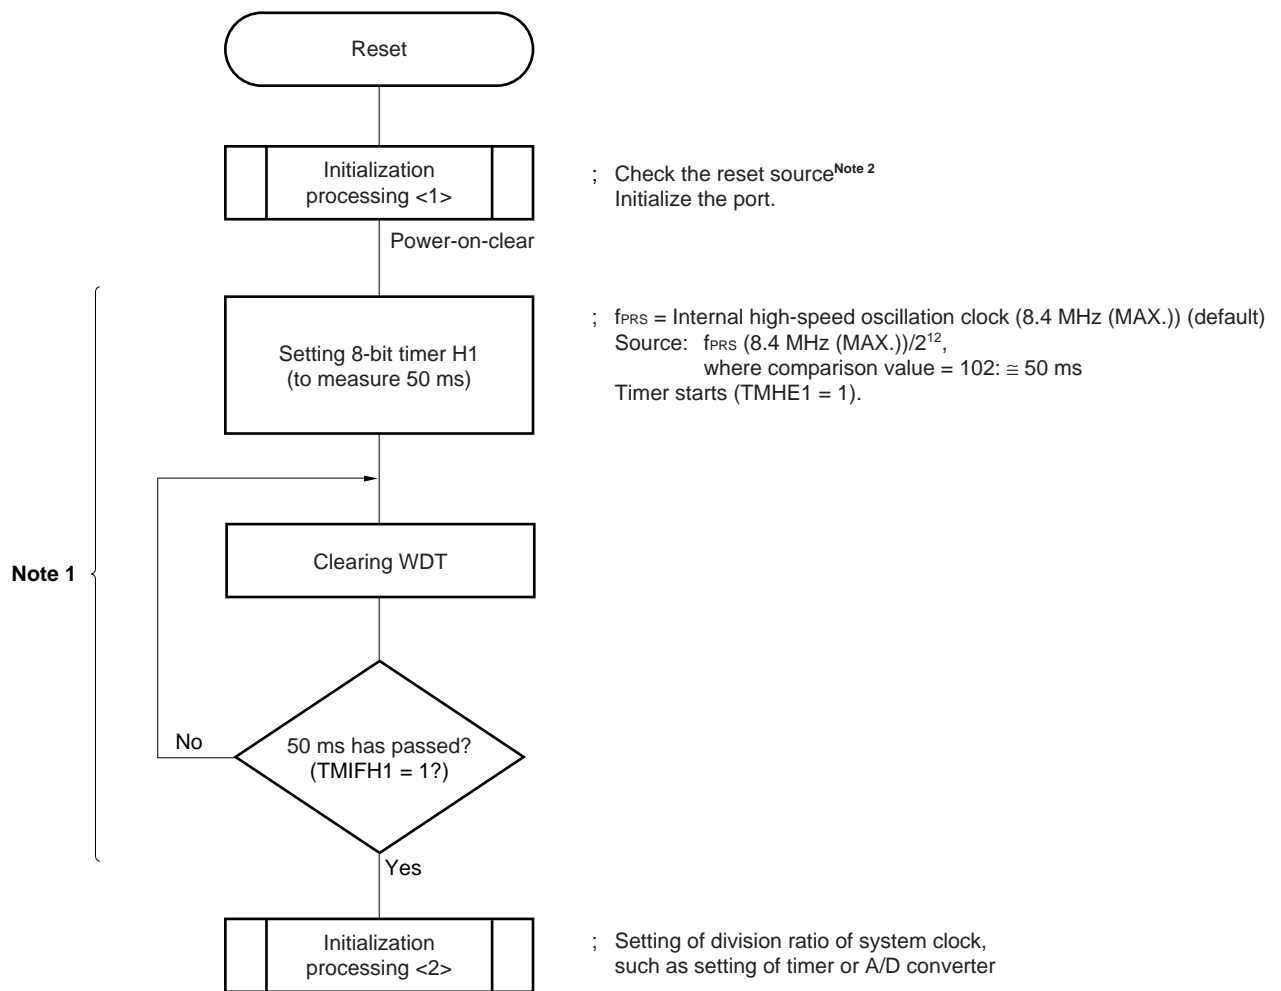 Reset
Initialization
processing <1>
; Check the reset sourceNote 2
Initialize the port.
Power-on-clear
Setting 8-bit timer H1
(to measure 50 ms)
; fPRS = Internal high-speed oscillation clock (8.4 MHz (MAX.)) (default)
Source: fPRS (8.4 MHz (MAX.))/2^12,
where comparison value = 102: ≅ 50 ms
Timer starts (TMHE1 = 1).
Note 1
Clearing WDT
No
50 ms has passed?
(TMIFH1 = 1?)
Yes
Initialization
processing <2>
; Setting of division ratio of system clock,
such as setting of timer or A/D converter